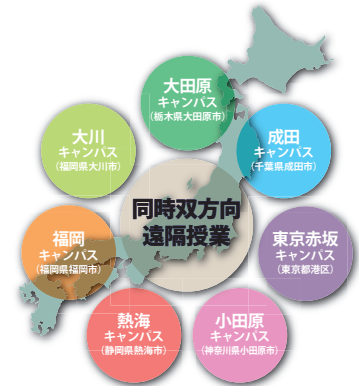 大田原
キャンパス
(栃木県大田原市)
大川
キャンパス
(福岡県大川市)
成田
キャンパス
(千葉県成田市)
同時双方向
遠隔授業
福岡
キャンパス
(福岡県福岡市)
東京赤坂
キャンパス
(東京都港区)
熱海
キャンパス
(静岡県熱海市)
小田原
キャンパス
(神奈川県小田原市)